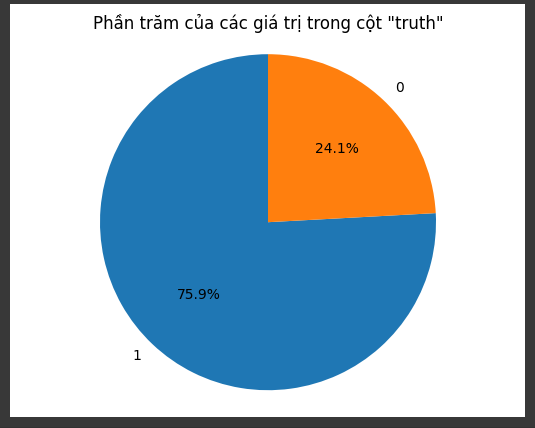 Phần trăm của các giá trị trong cột "truth"
0
24.1%
75.9%
1